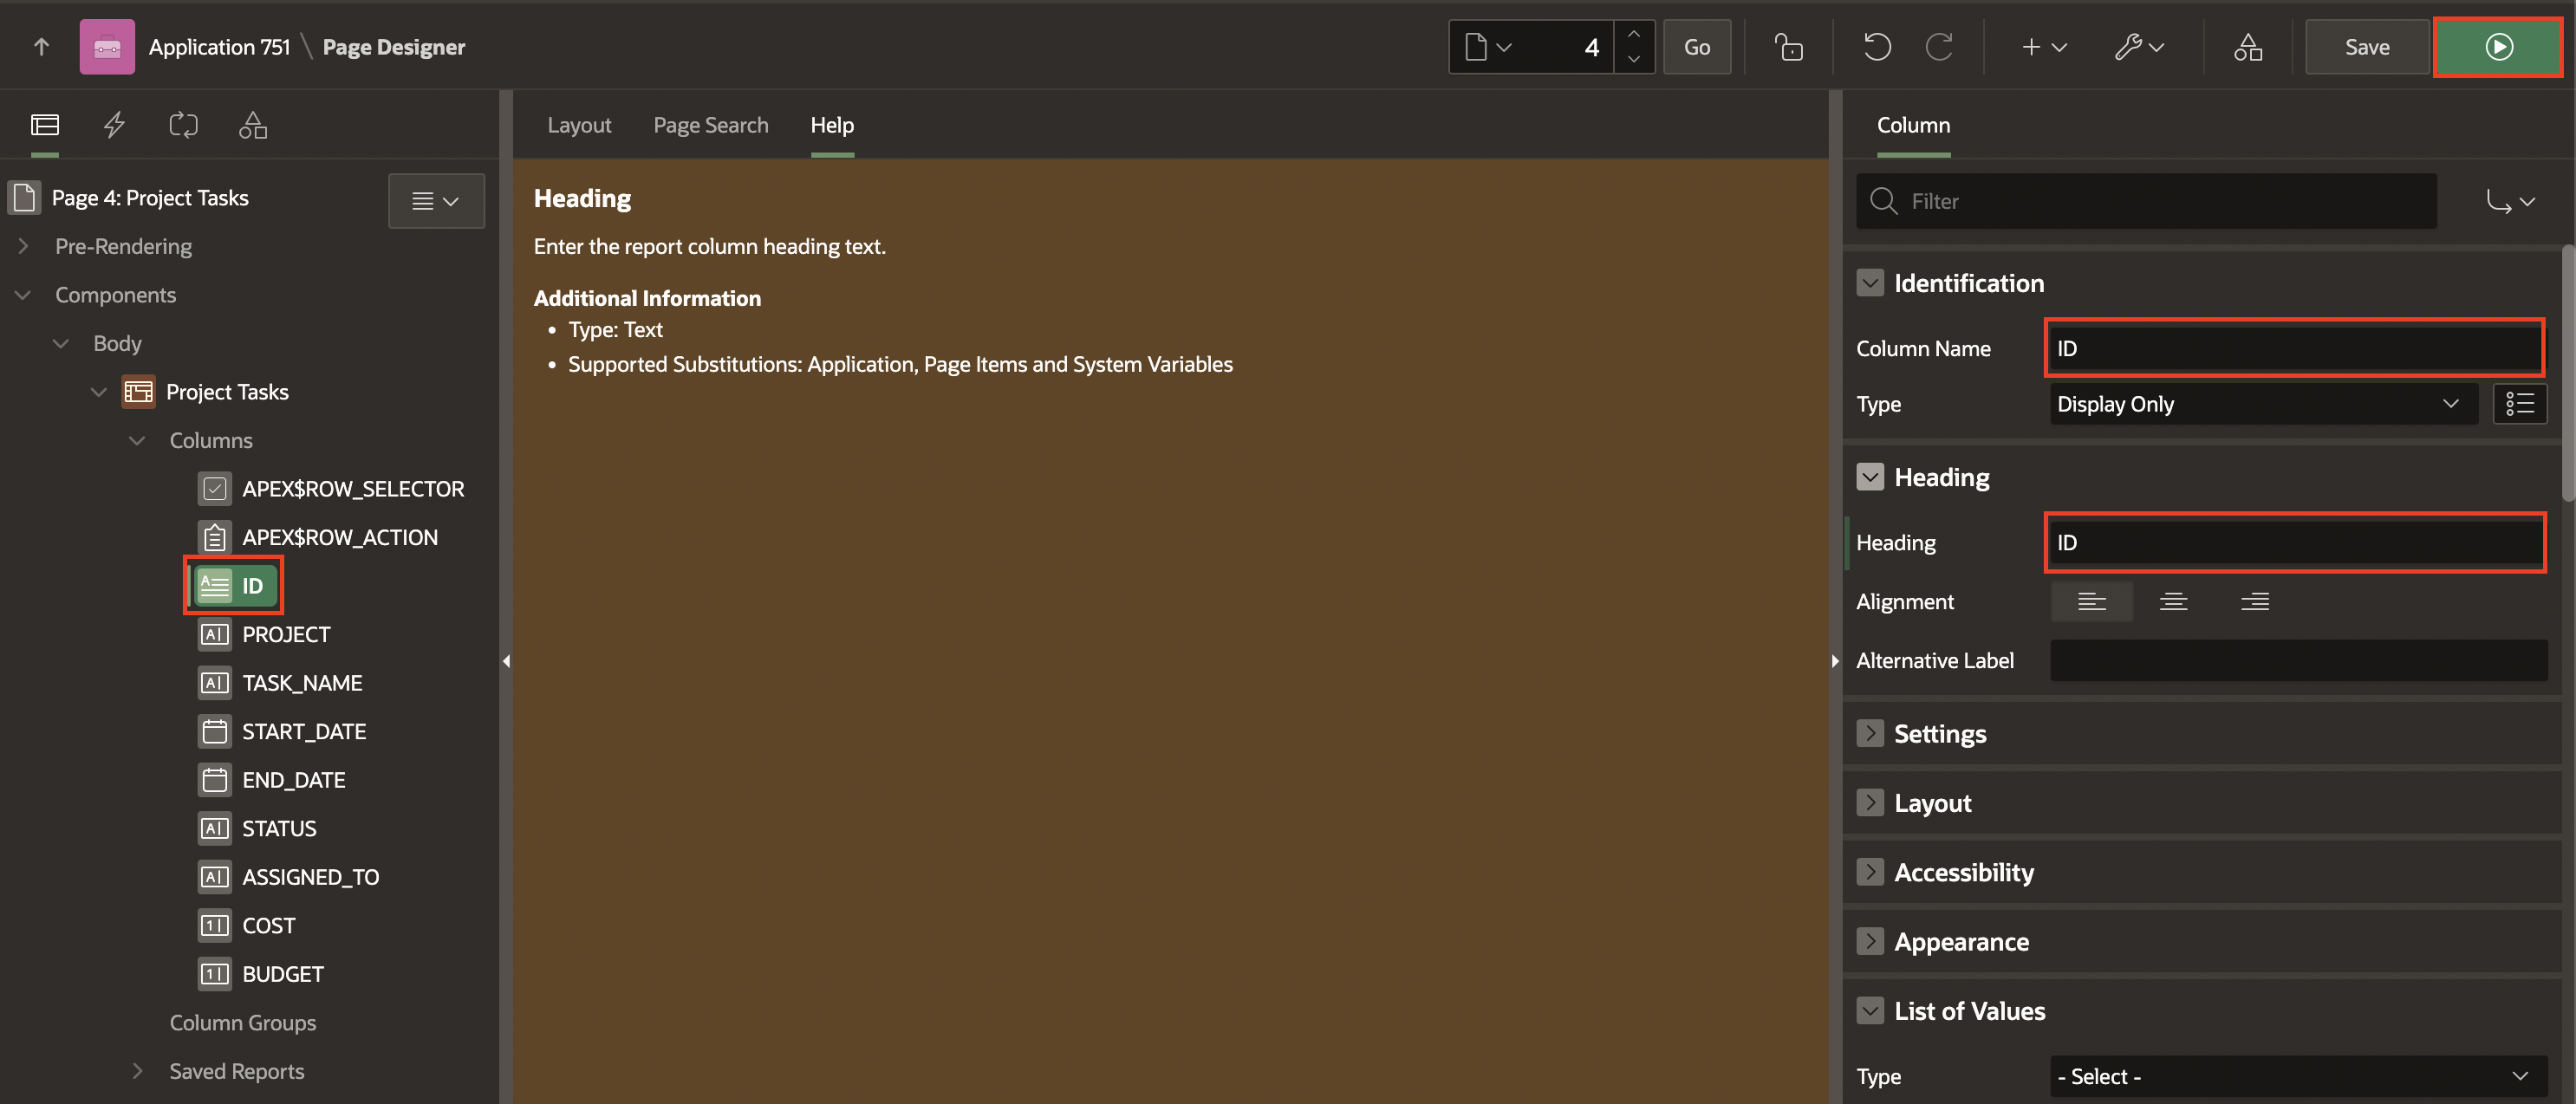 Application 751 \ Page Designer
4
Go
Save
Page 4: Project Tasks
Pre-Rendering
Components
Body
Project Tasks
Columns
APEX$ROW_SELECTOR
APEX$ROW_ACTION
ID
PROJECT
TASK_NAME
START_DATE
END_DATE
STATUS
ASSIGNED_TO
COST
BUDGET
Column Groups
Saved Reports
Layout Page Search Help
Heading
Enter the report column heading text.
Additional Information
• Type: Text
• Supported Substitutions: Application, Page Items and System Variables
Column
Filter
Identification
Column Name ID
Type Display Only
Heading
Heading ID
Alignment
Alternative Label
Settings
Layout
Accessibility
Appearance
List of Values
Type - Select -